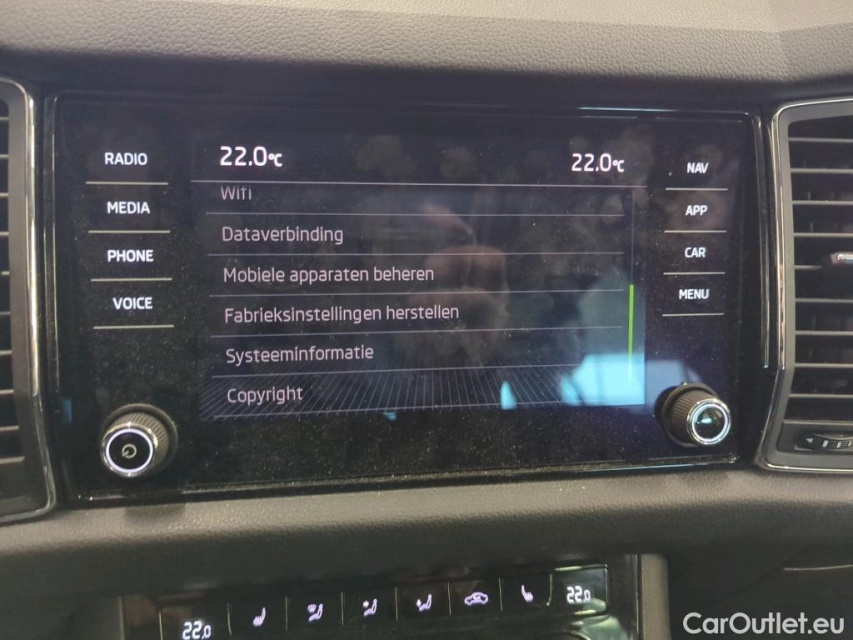 RADIO
MEDIA
PHONE
VOICE
22.0°C
22.0°C
Wifi
Dataverbinding
Mobiele apparaten beheren
Fabrieksinstellingen herstellen
Systeeminformatie
Copyright
NAV
APP
CAR
MENU
22.0
22.0
CarOutlet.eu